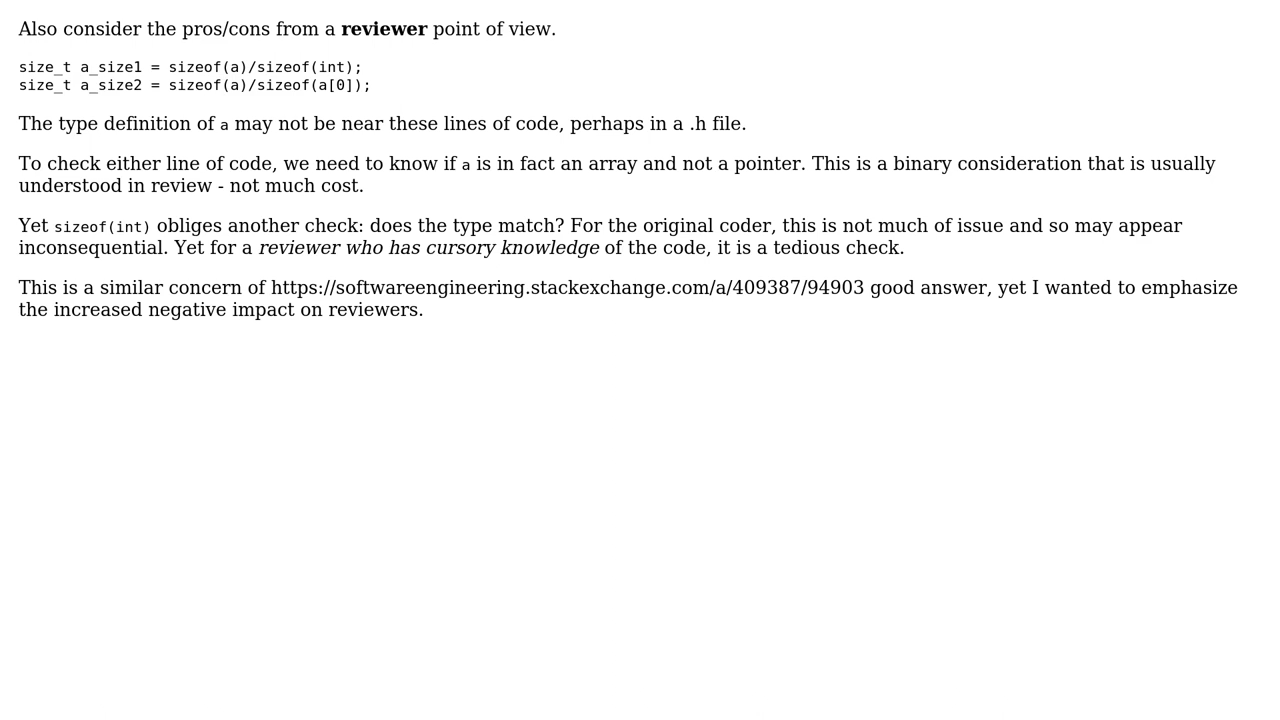 Also consider the pros/cons from a reviewer point of view.
size_t a_size1 = sizeof(a)/sizeof(int);
size_t a_size2 = sizeof(a)/sizeof(a[0]);
The type definition of a may not be near these lines of code, perhaps in a .h file.
To check either line of code, we need to know if a is in fact an array and not a pointer. This is a binary consideration that is usually
understood in review - not much cost.
Yet sizeof(int) obliges another check: does the type match? For the original coder, this is not much of issue and so may appear
inconsequential. Yet for a reviewer who has cursory knowledge of the code, it is a tedious check.
This is a similar concern of https://softwareengineering.stackexchange.com/a/409387/94903 good answer, yet I wanted to emphasize
the increased negative impact on reviewers.